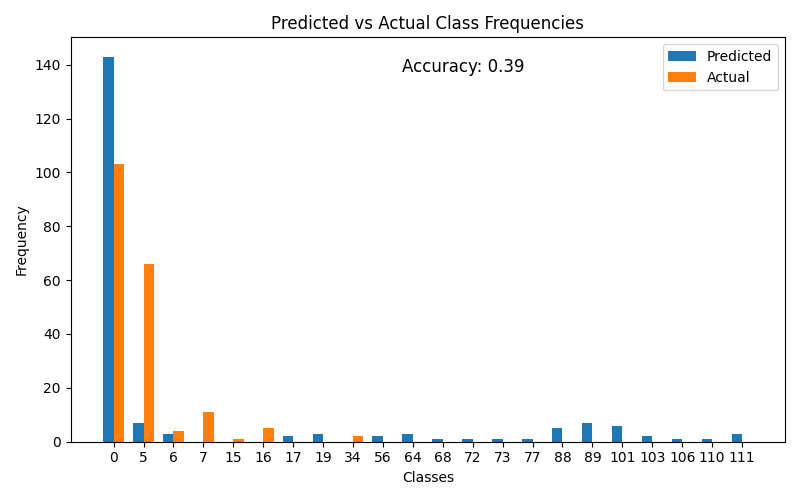 Predicted vs Actual Class Frequencies
Accuracy: 0.39
Predicted
Actual
Frequency
140
120
100
80
60
40
20
0
0 5 6 7 15 16 17 19 34 56 64 68 72 73 77 88 89 101 103 106 110 111
Classes